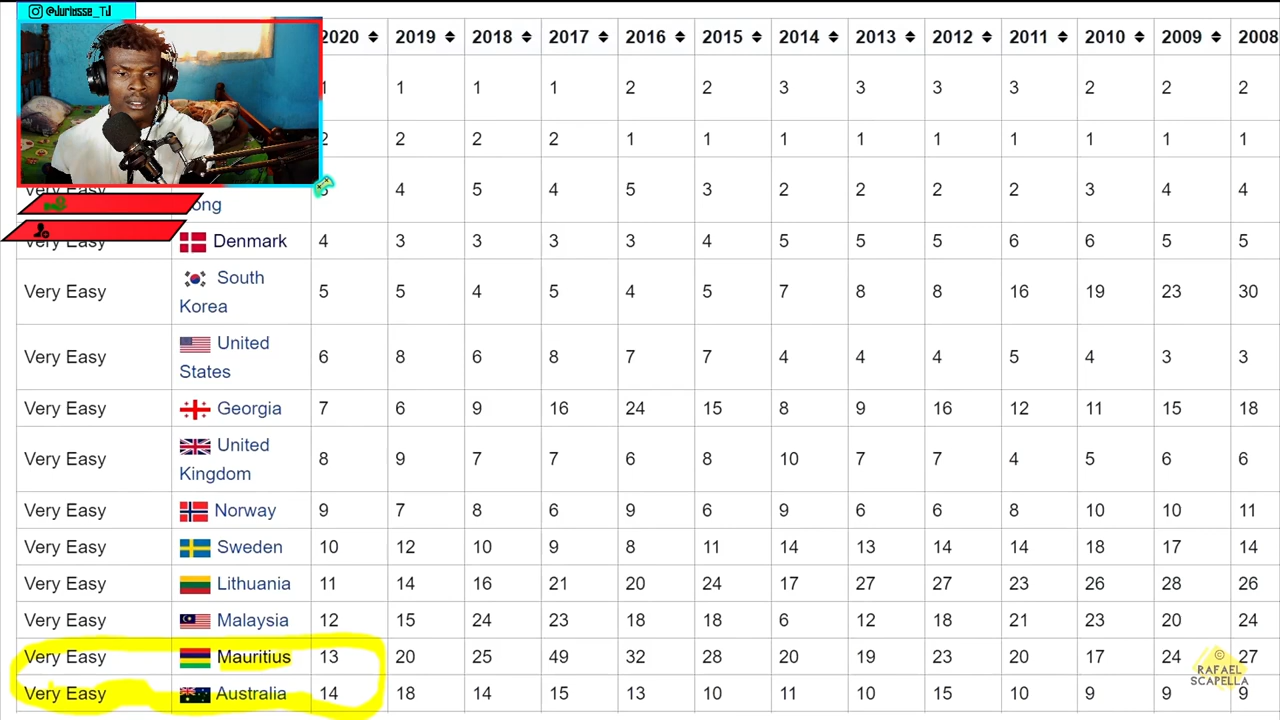 @Juriosse_TJ
2020 2019 2018 2017 2016 2015 2014 2013 2012 2011 2010 2009 2008
1 1 1 1 2 2 3 3 3 3 2 2 2
2 2 2 2 1 1 1 1 1 1 1 1 1
Very Easy 4 5 4 5 3 2 2 2 2 3 4 4
ong
Very Easy Denmark 4 3 3 3 3 4 5 5 5 6 6 5 5
Very Easy South Korea 5 5 4 5 4 5 7 8 8 16 19 23 30
Very Easy United States 6 8 6 8 7 7 4 4 4 5 4 3 3
Very Easy Georgia 7 6 9 16 24 15 8 9 16 12 11 15 18
Very Easy United Kingdom 8 9 7 7 6 8 10 7 7 4 5 6 6
Very Easy Norway 9 7 8 6 9 6 9 6 6 8 10 10 11
Very Easy Sweden 10 12 10 9 8 11 14 13 14 14 18 17 14
Very Easy Lithuania 11 14 16 21 20 24 17 27 27 23 26 28 26
Very Easy Malaysia 12 15 24 23 18 18 6 12 18 21 23 20 24
Very Easy Mauritius 13 20 25 49 32 28 20 19 23 20 17 24 27
Very Easy Australia 14 18 14 15 13 10 11 10 15 10 9 9 9
©
RAFAEL
SCAPELLA